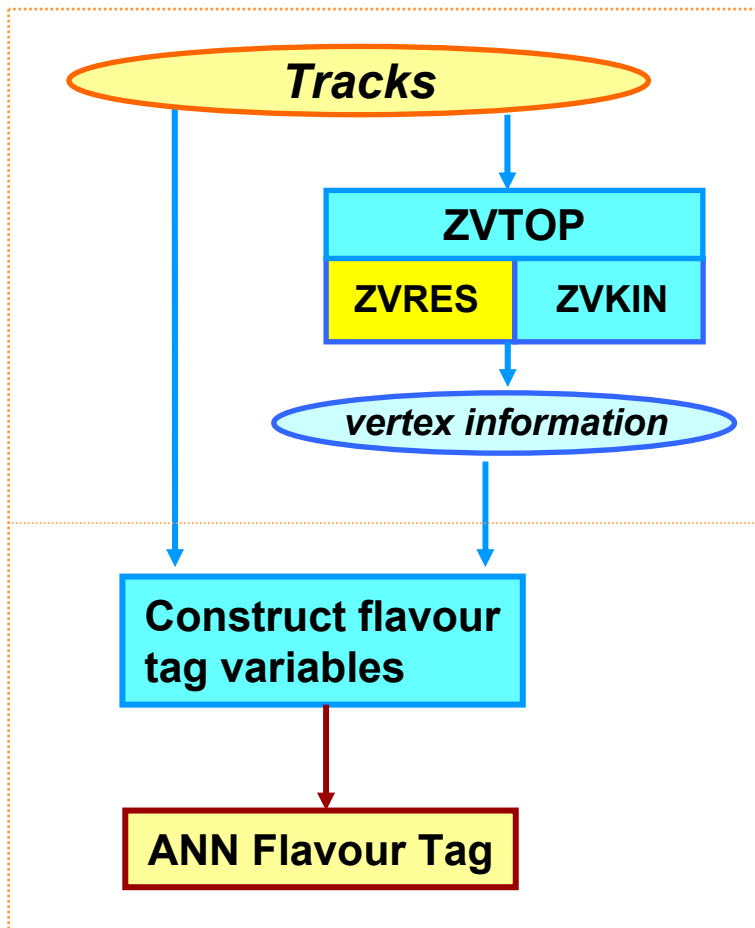 Tracks
ZVTOP
ZVRES
ZVKIN
vertex information
Construct flavour
tag variables
ANN Flavour Tag